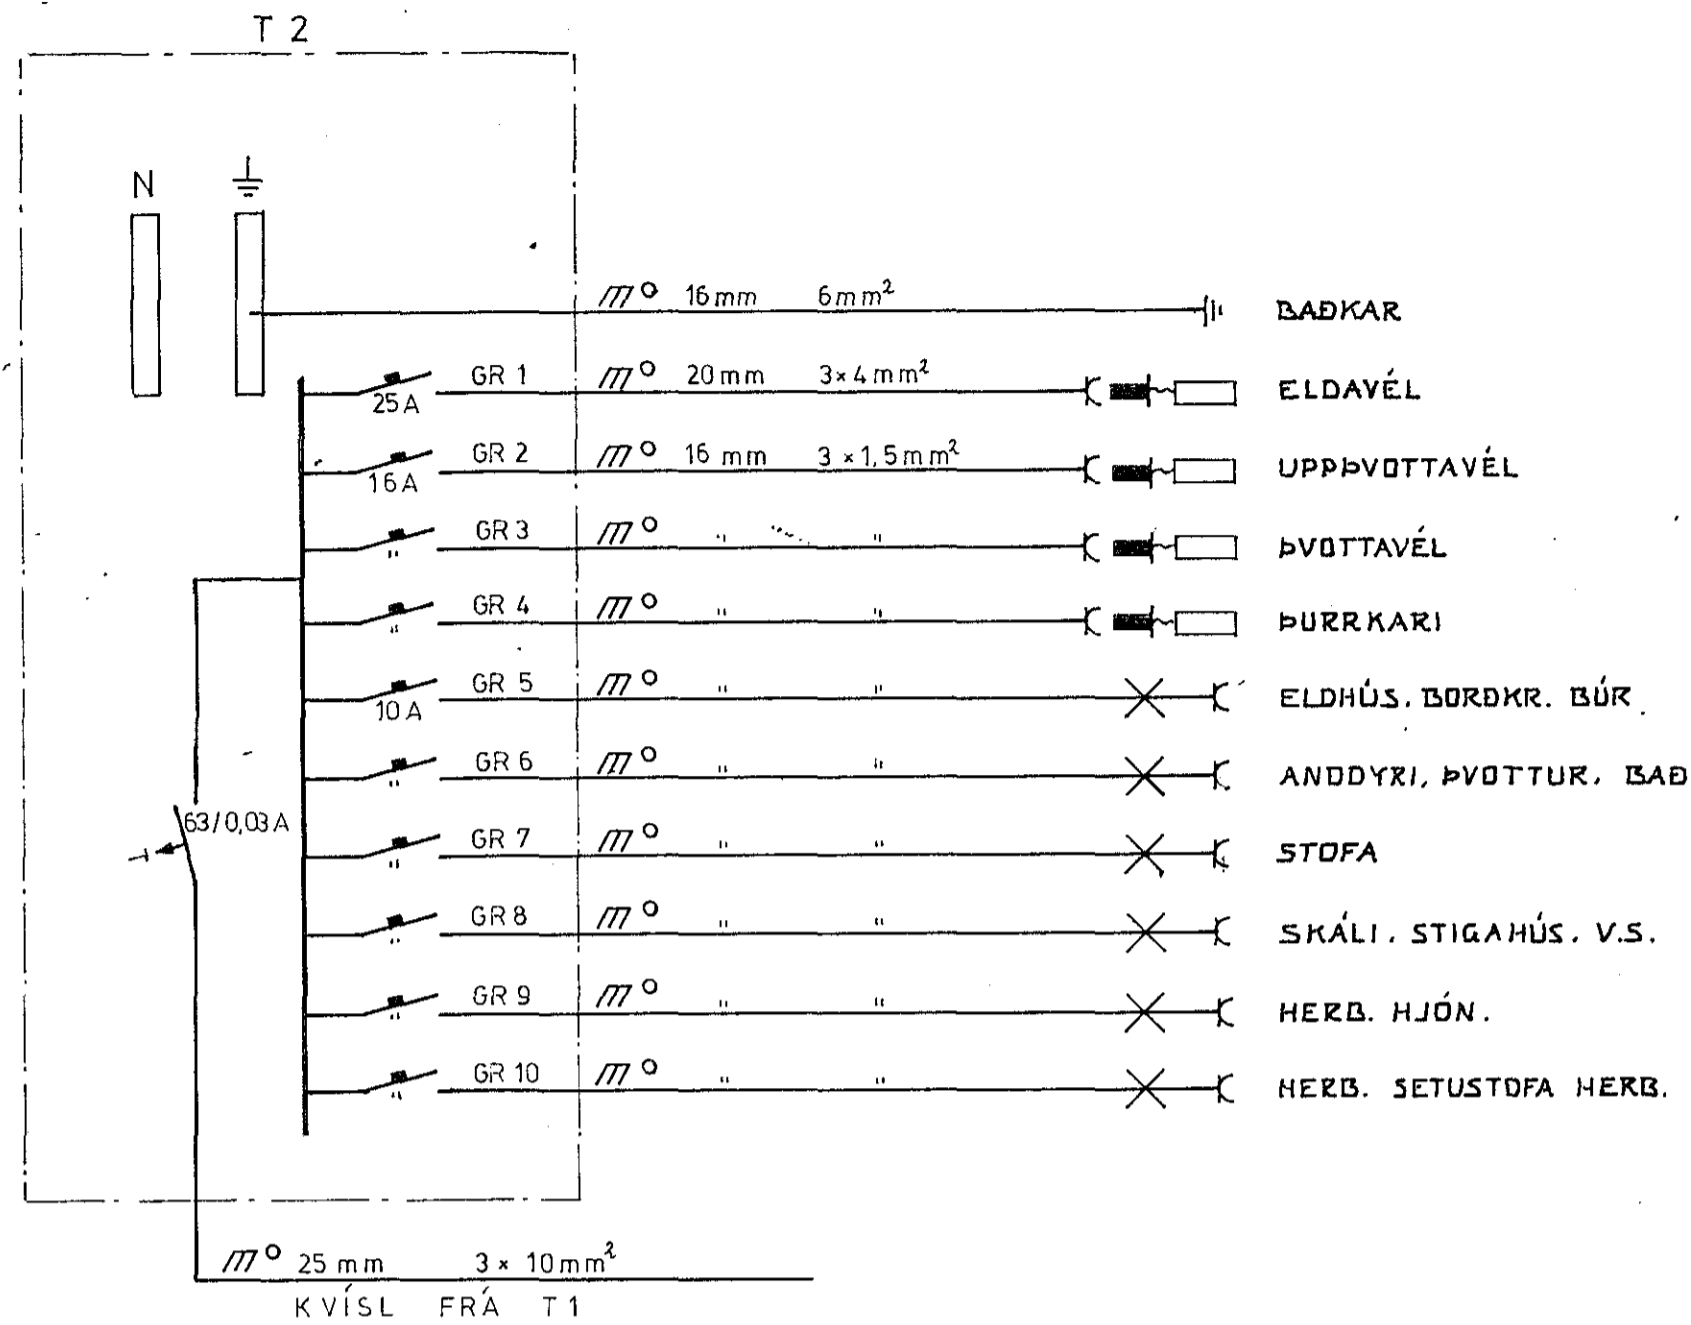 T 2
N
16 mm 6 mm² BAÐKAR
GR 1 20 mm 3 × 4 mm² ELDAVÉL
25 A
GR 2 16 mm 3 × 1,5 mm² UPPÞVOTTAVÉL
16 A
GR 3 " " ÞVOTTAVÉL
"
GR 4 " " ÞURRKARI
"
GR 5 " " ELDHÚS. BORÐKR. BÚR
10 A
GR 6 " " ANDDYRI, ÞVOTTUR. BAÐ
"
63/0,03 A
GR 7 " " STOFA
"
GR 8 " " SKÁLI. STIGAHÚS. V.S.
"
GR 9 " " HERB. HJÓN.
"
GR 10 " " HERB. SETUSTOFA HERB.
"
25 mm 3 × 10 mm²
KVÍSL FRÁ T1